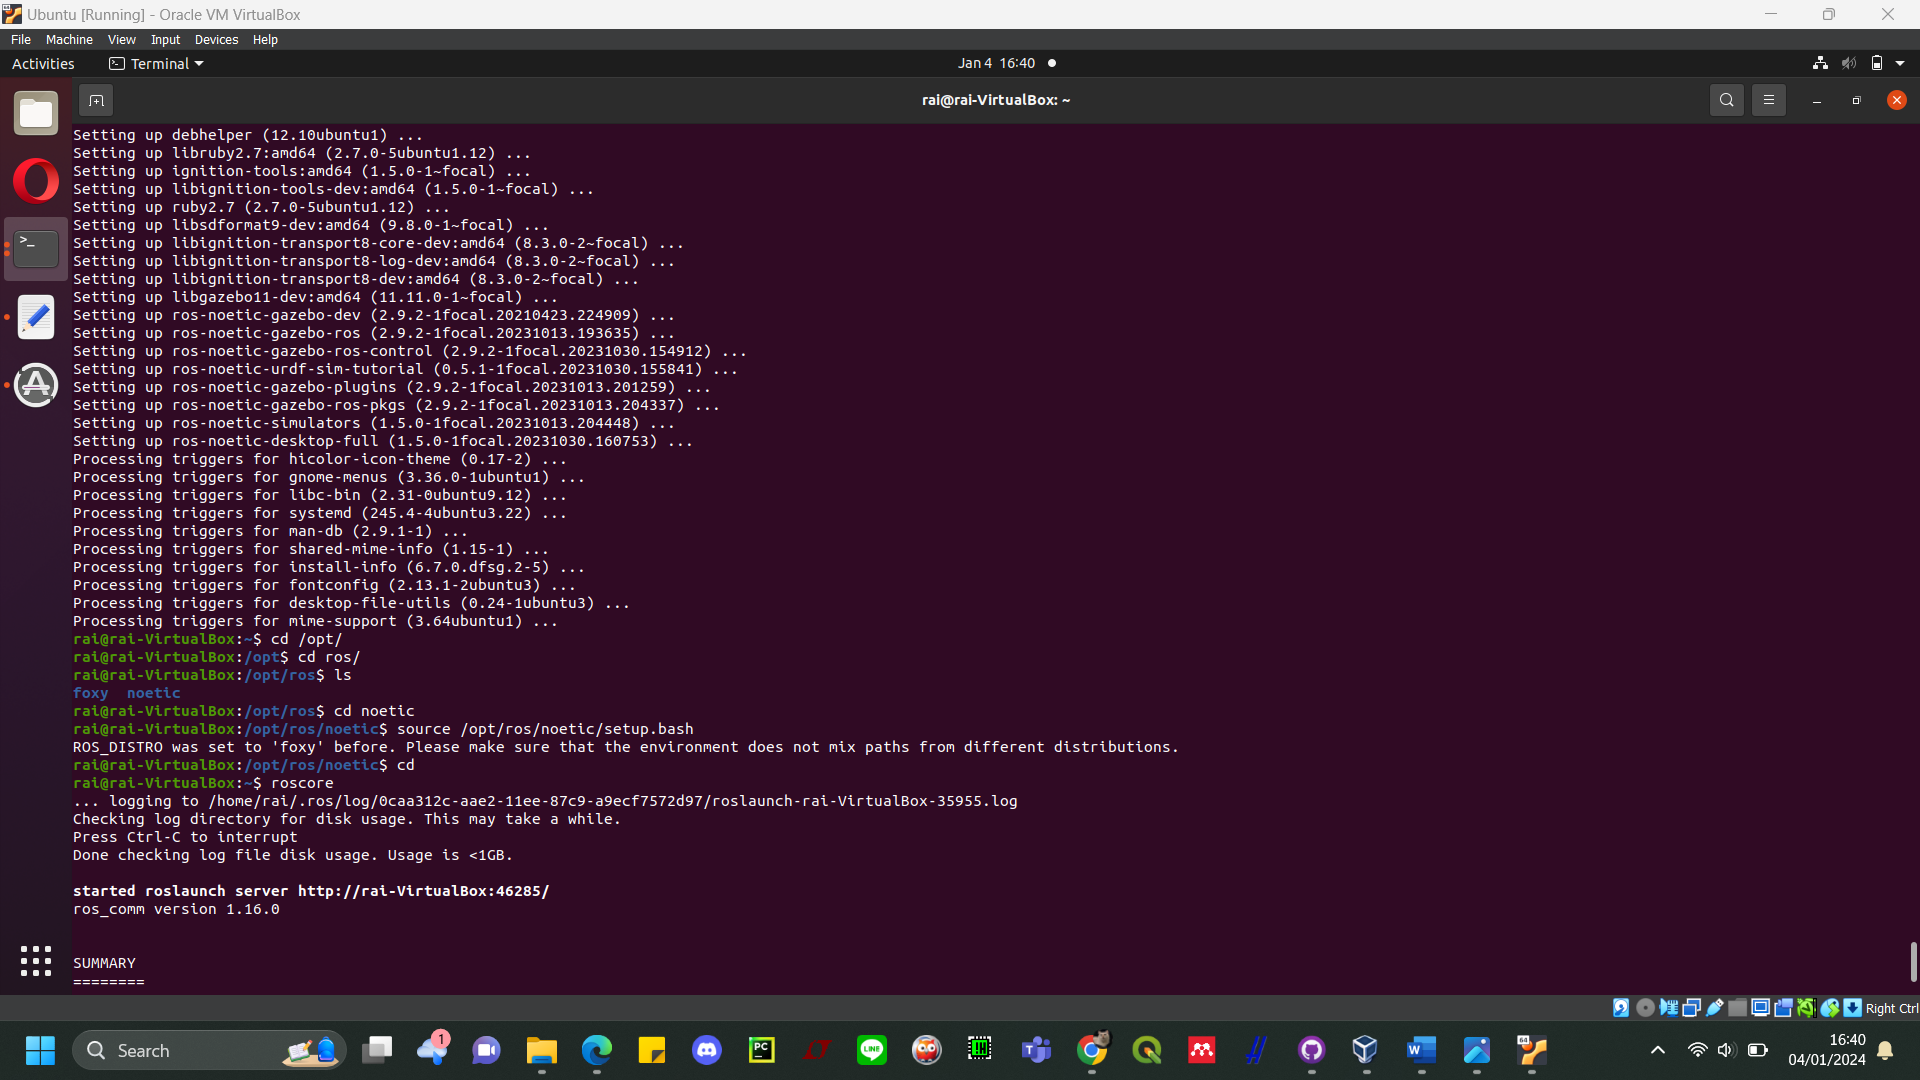 Ubuntu [Running] - Oracle VM VirtualBox
File Machine View Input Devices Help
Activities Terminal Jan 4 16:40
rai@rai-VirtualBox: ~
Setting up debhelper (12.10ubuntu1) ...
Setting up libruby2.7:amd64 (2.7.0-5ubuntu1.12) ...
Setting up ignition-tools:amd64 (1.5.0-1~focal) ...
Setting up libignition-tools-dev:amd64 (1.5.0-1~focal) ...
Setting up ruby2.7 (2.7.0-5ubuntu1.12) ...
Setting up libsdformat9-dev:amd64 (9.8.0-1~focal) ...
Setting up libignition-transport8-core-dev:amd64 (8.3.0-2~focal) ...
Setting up libignition-transport8-log-dev:amd64 (8.3.0-2~focal) ...
Setting up libignition-transport8-dev:amd64 (8.3.0-2~focal) ...
Setting up libgazebo11-dev:amd64 (11.11.0-1~focal) ...
Setting up ros-noetic-gazebo-dev (2.9.2-1focal.20210423.224909) ...
Setting up ros-noetic-gazebo-ros (2.9.2-1focal.20231013.193635) ...
Setting up ros-noetic-gazebo-ros-control (2.9.2-1focal.20231030.154912) ...
Setting up ros-noetic-urdf-sim-tutorial (0.5.1-1focal.20231030.155841) ...
Setting up ros-noetic-gazebo-plugins (2.9.2-1focal.20231013.201259) ...
Setting up ros-noetic-gazebo-ros-pkgs (2.9.2-1focal.20231013.204337) ...
Setting up ros-noetic-simulators (1.5.0-1focal.20231013.204448) ...
Setting up ros-noetic-desktop-full (1.5.0-1focal.20231030.160753) ...
Processing triggers for hicolor-icon-theme (0.17-2) ...
Processing triggers for gnome-menus (3.36.0-1ubuntu1) ...
Processing triggers for libc-bin (2.31-0ubuntu9.12) ...
Processing triggers for systemd (245.4-4ubuntu3.22) ...
Processing triggers for man-db (2.9.1-1) ...
Processing triggers for shared-mime-info (1.15-1) ...
Processing triggers for install-info (6.7.0.dfsg.2-5) ...
Processing triggers for fontconfig (2.13.1-2ubuntu3) ...
Processing triggers for desktop-file-utils (0.24-1ubuntu3) ...
Processing triggers for mime-support (3.64ubuntu1) ...
rai@rai-VirtualBox:~$ cd /opt/
rai@rai-VirtualBox:/opt$ cd ros/
rai@rai-VirtualBox:/opt/ros$ ls
foxy noetic
rai@rai-VirtualBox:/opt/ros$ cd noetic
rai@rai-VirtualBox:/opt/ros/noetic$ source /opt/ros/noetic/setup.bash
ROS_DISTRO was set to 'foxy' before. Please make sure that the environment does not mix paths from different distributions.
rai@rai-VirtualBox:/opt/ros/noetic$ cd
rai@rai-VirtualBox:~$ roscore
... logging to /home/rai/.ros/log/0caa312c-aae2-11ee-87c9-a9ecf7572d97/roslaunch-rai-VirtualBox-35955.log
Checking log directory for disk usage. This may take a while.
Press Ctrl-C to interrupt
Done checking log file disk usage. Usage is <1GB.
started roslaunch server http://rai-VirtualBox:46285/
ros_comm version 1.16.0
SUMMARY
========
Right Ctrl
Search
1
PC
LINE
64
16:40
04/01/2024